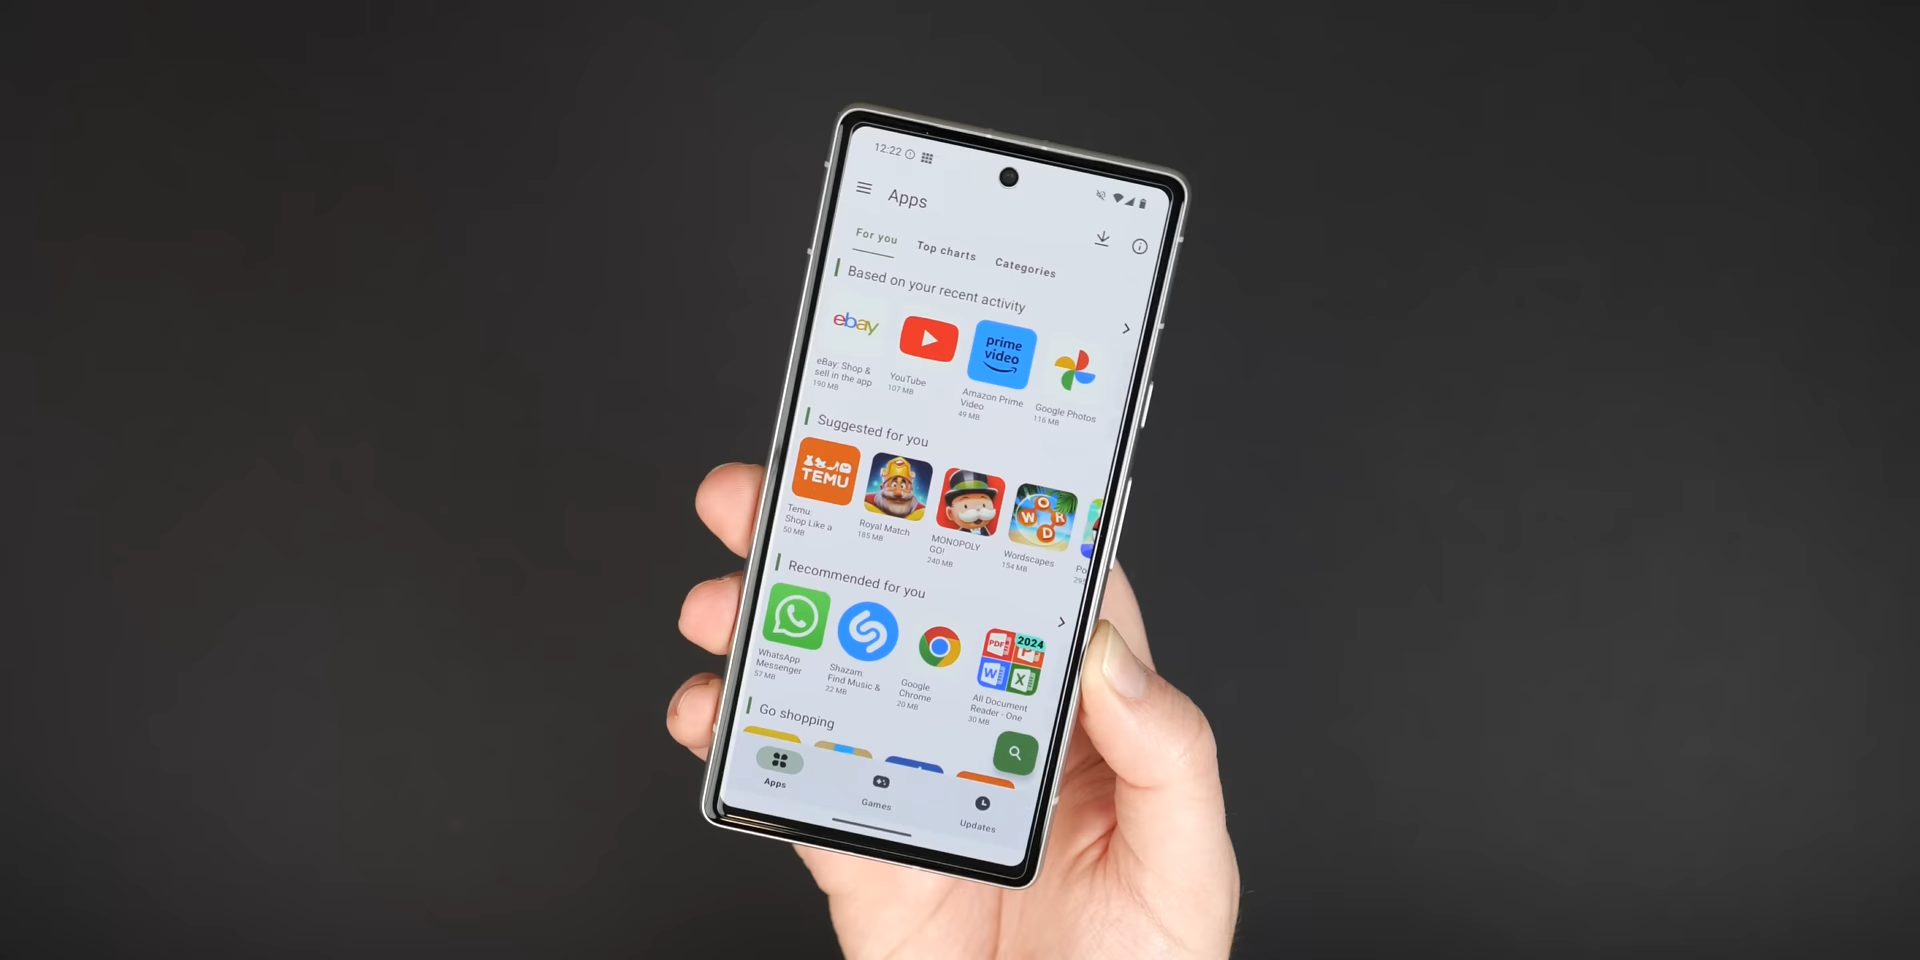 12:22
Apps
For you
Top charts
Categories
Based on your recent activity
ebay
prime
video
eBay: Shop &
sell in the app
190 MB
YouTube
107 MB
Amazon Prime
Video
49 MB
Google Photos
116 MB
Suggested for you
TEMU
W O R D
Temu:
Shop Like a
50 MB
Royal Match
185 MB
MONOPOLY
GO!
240 MB
Wordscapes
154 MB
Po
295
Recommended for you
PDF
2024
P
W
X
WhatsApp
Messenger
57 MB
Shazam:
Find Music &
22 MB
Google
Chrome
20 MB
All Document
Reader - One
30 MB
Go shopping
Apps
Games
Updates